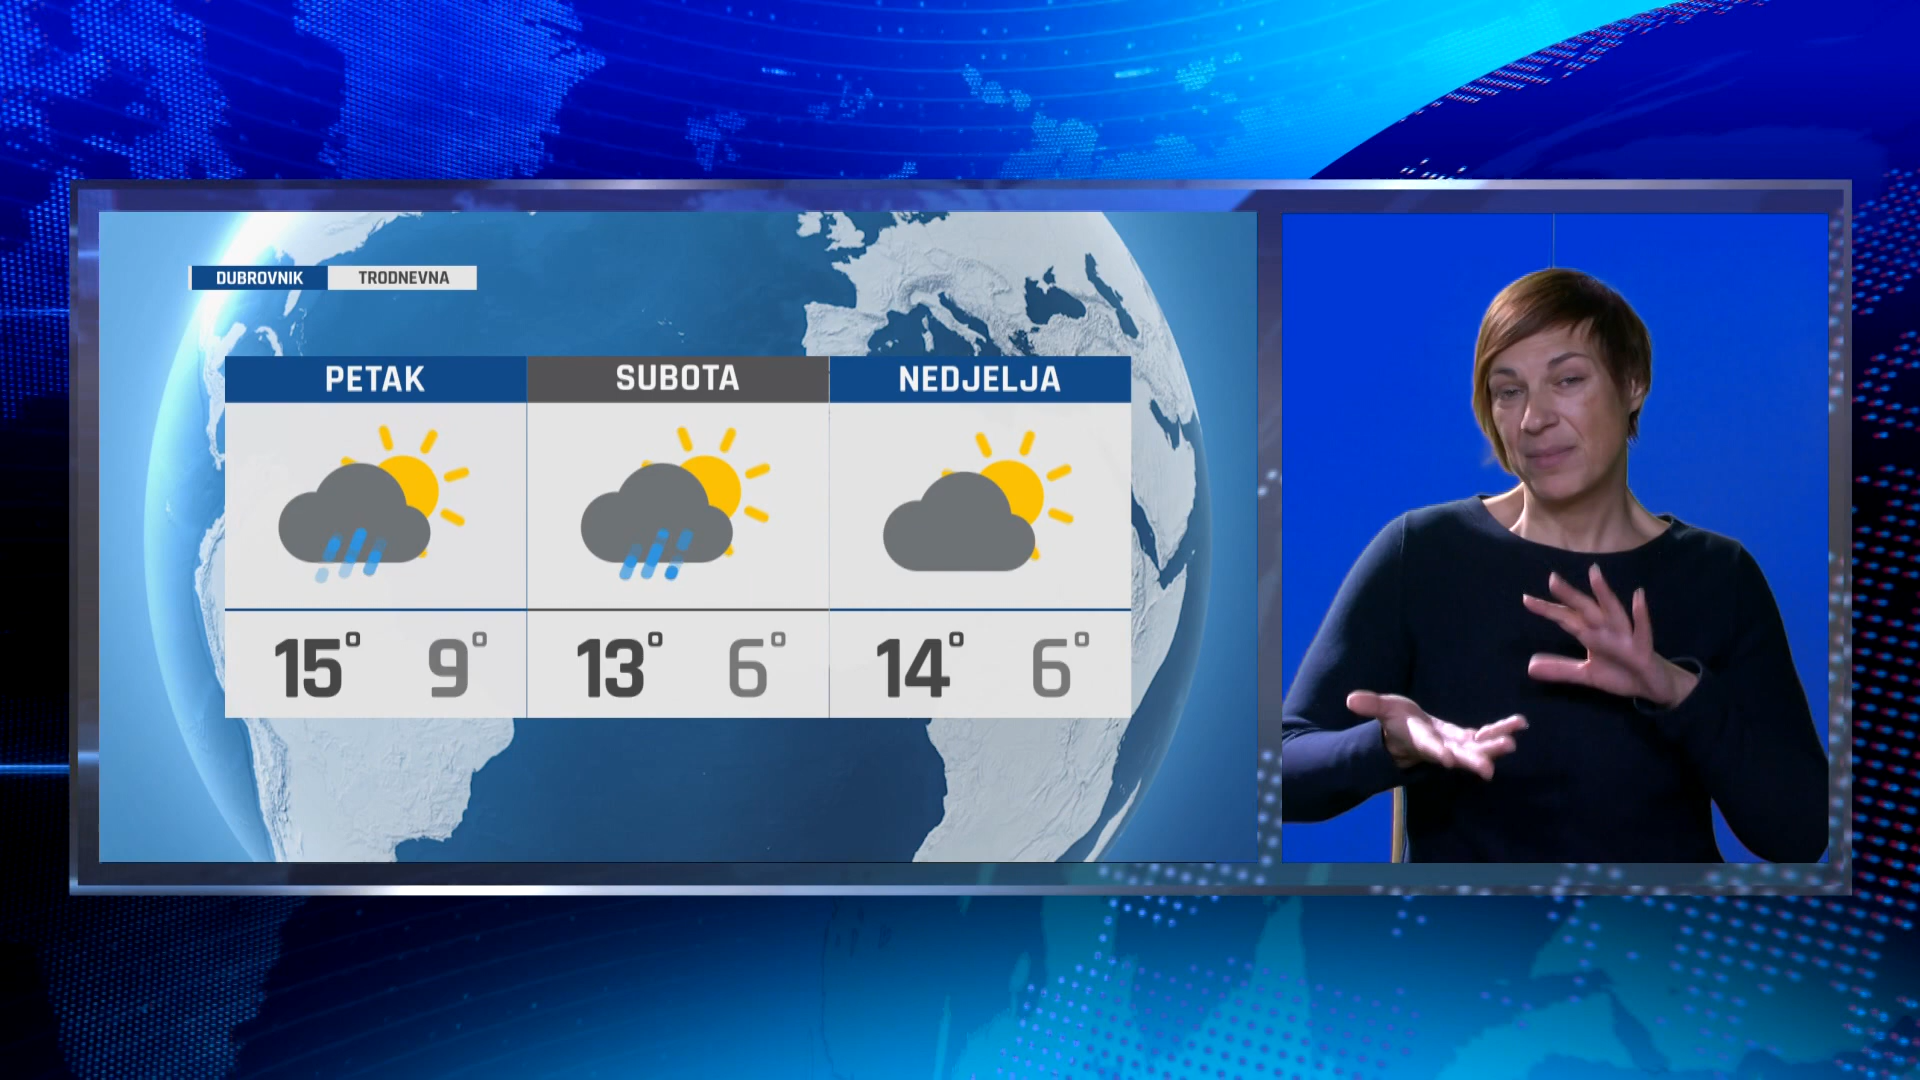 DUBROVNIK TRODNEVNA
PETAK SUBOTA NEDJELJA
15° 9° 13° 6° 14° 6°